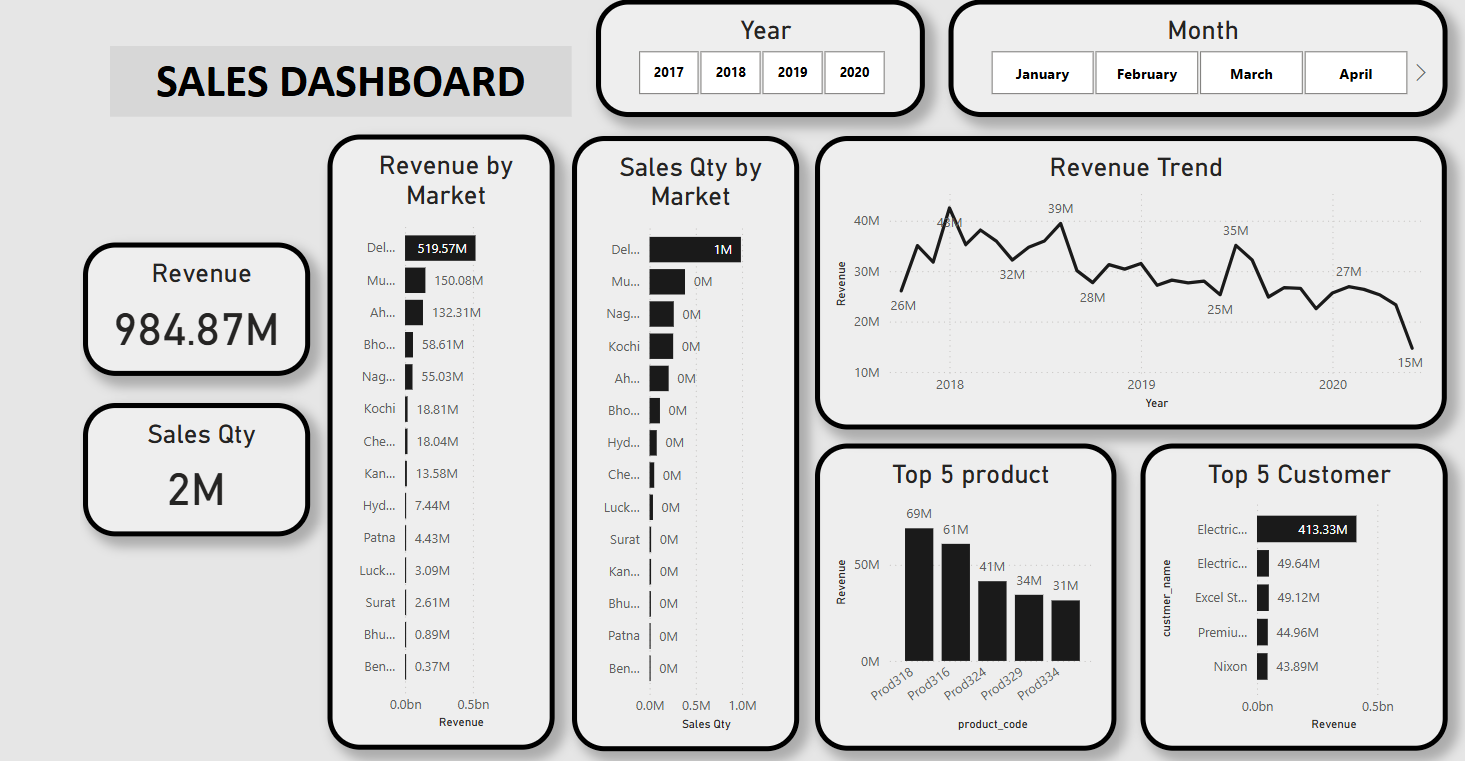 SALES DASHBOARD
Year
2017 2018 2019 2020
Month
January February March April
Revenue
984.87M
Sales Qty
2M
Revenue by
Market
Del... 519.57M
Mu... 150.08M
Ah... 132.31M
Bho... 58.61M
Nag... 55.03M
Kochi 18.81M
Che... 18.04M
Kan... 13.58M
Hyd... 7.44M
Patna 4.43M
Luck... 3.09M
Surat 2.61M
Bhu... 0.89M
Ben... 0.37M
0.0bn 0.5bn
Revenue
Sales Qty by
Market
Del... 1M
Mu... 0M
Nag... 0M
Kochi 0M
Ah... 0M
Bho... 0M
Hyd... 0M
Che... 0M
Luck... 0M
Surat 0M
Kan... 0M
Bhu... 0M
Patna 0M
Ben... 0M
0.0M 0.5M 1.0M
Sales Qty
Revenue Trend
Revenue
40M
30M
20M
10M
26M
43M
32M
39M
28M
25M
35M
27M
15M
2018 2019 2020
Year
Top 5 product
Revenue
50M
0M
69M
61M
41M
34M
31M
Prod318 Prod316 Prod324 Prod329 Prod334
product_code
Top 5 Customer
custmer_name
Electric... 413.33M
Electric... 49.64M
Excel St... 49.12M
Premiu... 44.96M
Nixon 43.89M
0.0bn 0.5bn
Revenue